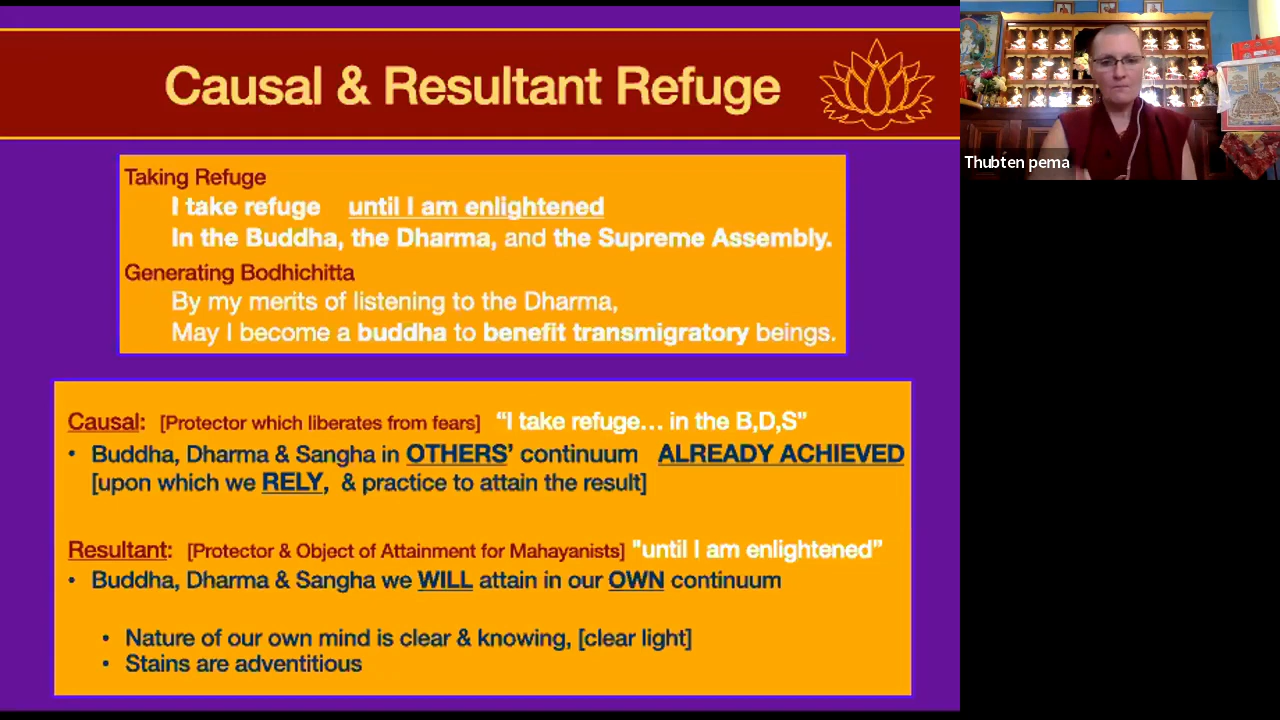 Causal & Resultant Refuge
Taking Refuge
I take refuge until I am enlightened
In the Buddha, the Dharma, and the Supreme Assembly.
Generating Bodhichitta
By my merits of listening to the Dharma,
May I become a buddha to benefit transmigratory beings.
Causal: [Protector which liberates from fears] “I take refuge... in the B,D,S”
• Buddha, Dharma & Sangha in OTHERS’ continuum ALREADY ACHIEVED
[upon which we RELY, & practice to attain the result]
Resultant: [Protector & Object of Attainment for Mahayanists] "until I am enlightened”
• Buddha, Dharma & Sangha we WILL attain in our OWN continuum
• Nature of our own mind is clear & knowing, [clear light]
• Stains are adventitious
Thubten pema